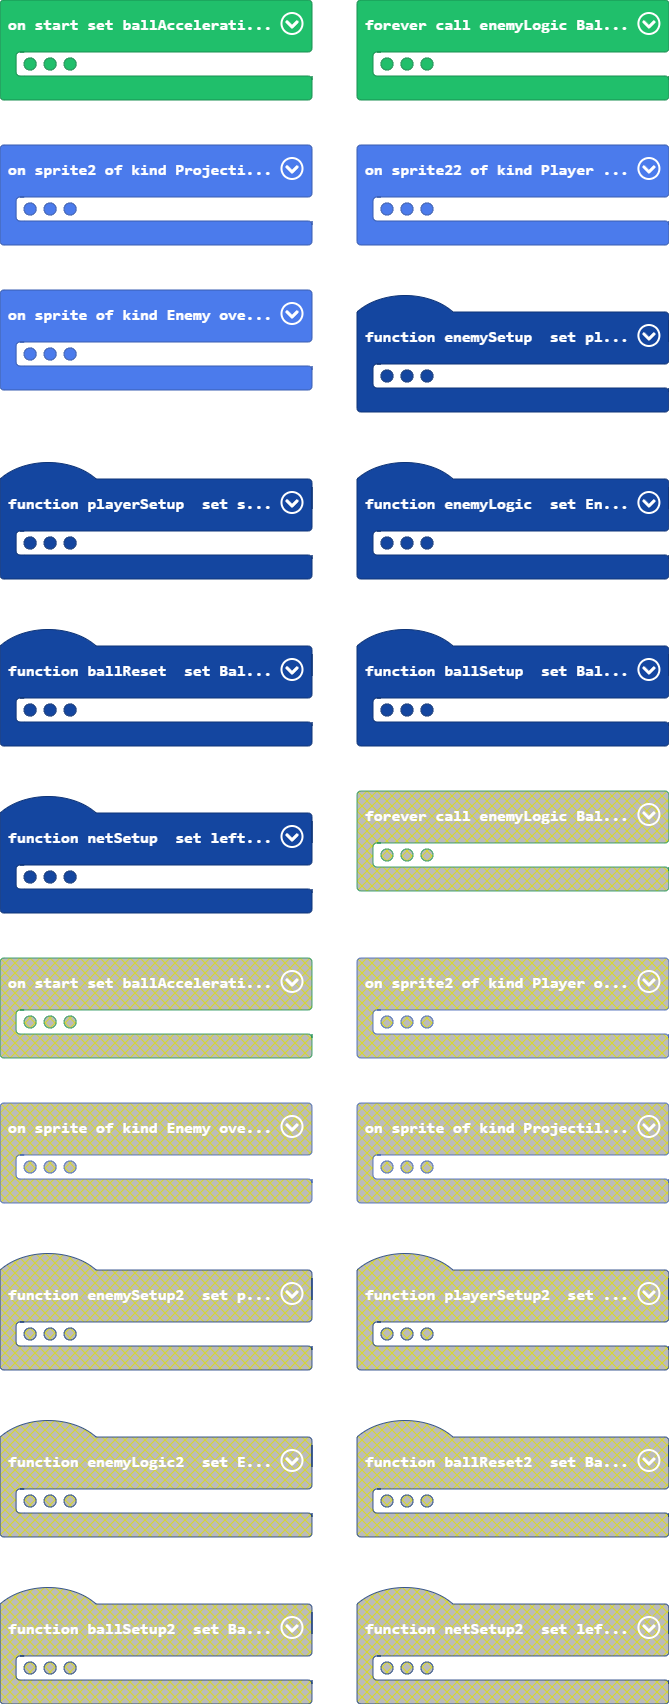 on start set ballAccelerati...
forever call enemyLogic Bal...
on sprite2 of kind Projecti...
on sprite22 of kind Player ...
on sprite of kind Enemy ove...
function enemySetup  set pl...
function playerSetup  set s...
function enemyLogic  set En...
function ballReset  set Bal...
function ballSetup  set Bal...
function netSetup  set left...
forever call enemyLogic Bal...
on start set ballAccelerati...
on sprite2 of kind Player o...
on sprite of kind Enemy ove...
on sprite of kind Projectil...
function enemySetup2  set p...
function playerSetup2  set ...
function enemyLogic2  set E...
function ballReset2  set Ba...
function ballSetup2  set Ba...
function netSetup2  set lef...